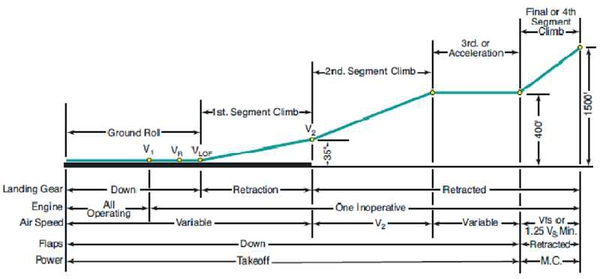 Final or 4th
Segment
Climb
3rd. or
Acceleration
2nd. Segment Climb
1st. Segment Climb
Ground Roll
V1 VR VLOF
V2
35'
400'
1500'
Landing Gear Down Retraction Retracted
Engine All Operating One Inoperative
Air Speed Variable V2 Variable Vfs or
1.25 VS Min.
Flaps Down Retracted
Power Takeoff M.C.